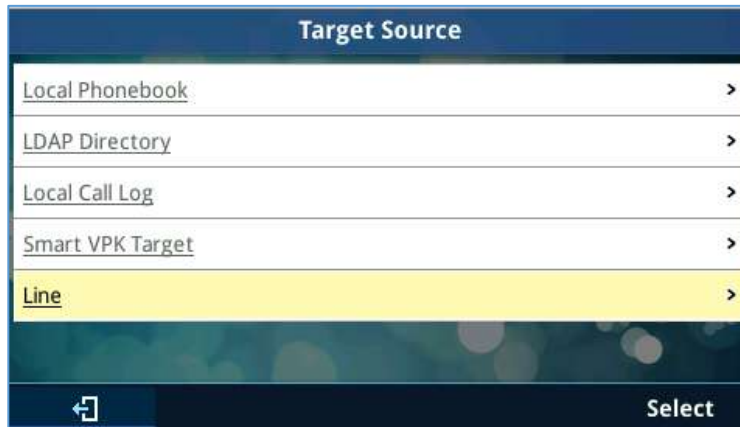 Target Source
Local Phonebook
LDAP Directory
Local Call Log
Smart VPK Target
Line
Select